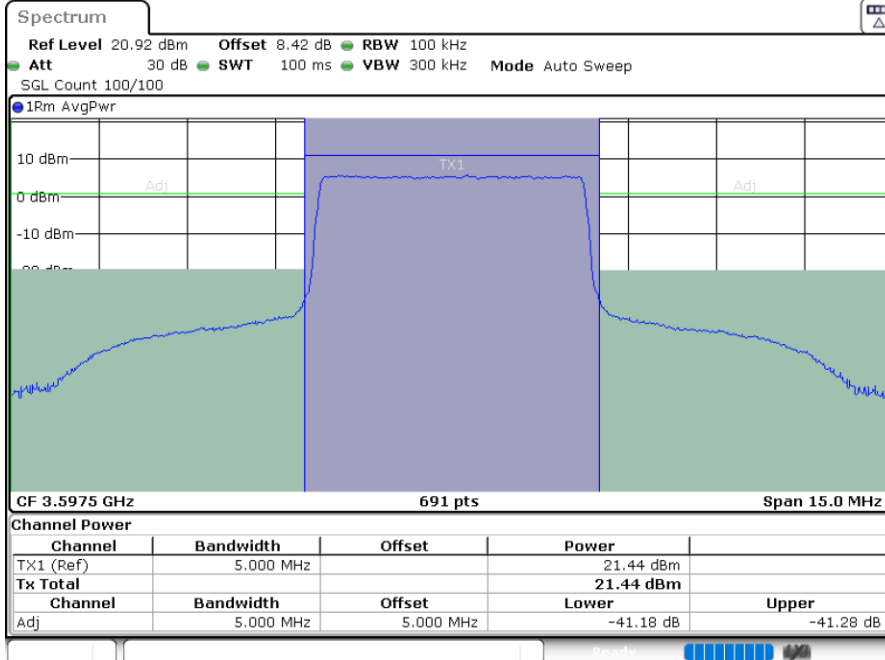 Spectrum
Ref Level 20.92 dBm Offset 8.42 dB RBW 100 kHz
Att 30 dB SWT 100 ms VBW 300 kHz Mode Auto Sweep
SGL Count 100/100
1Rm AvgPwr
10 dBm
TX1
Adj Adj
0 dBm
-10 dBm
CF 3.5975 GHz 691 pts Span 15.0 MHz
Channel Power
Channel Bandwidth Offset Power
TX1 (Ref) 5.000 MHz 21.44 dBm
Tx Total 21.44 dBm
Channel Bandwidth Offset Lower Upper
Adj 5.000 MHz 5.000 MHz -41.18 dB -41.28 dB
Ready